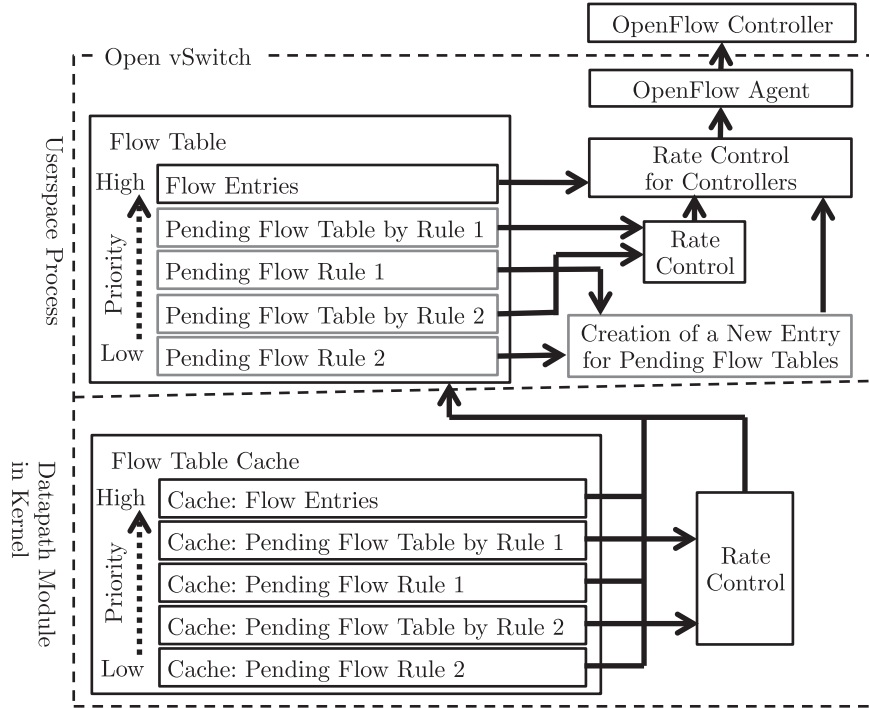 OpenFlow Controller
Open vSwitch
OpenFlow Agent
Userspace Process
Flow Table
Rate Control
for Controllers
High
Flow Entries
Priority
Pending Flow Table by Rule 1
Rate
Control
Pending Flow Rule 1
Pending Flow Table by Rule 2
Creation of a New Entry
for Pending Flow Tables
Low
Pending Flow Rule 2
Datapath Module
in Kernel
Flow Table Cache
High
Cache: Flow Entries
Priority
Cache: Pending Flow Table by Rule 1
Cache: Pending Flow Rule 1
Rate
Control
Cache: Pending Flow Table by Rule 2
Low
Cache: Pending Flow Rule 2